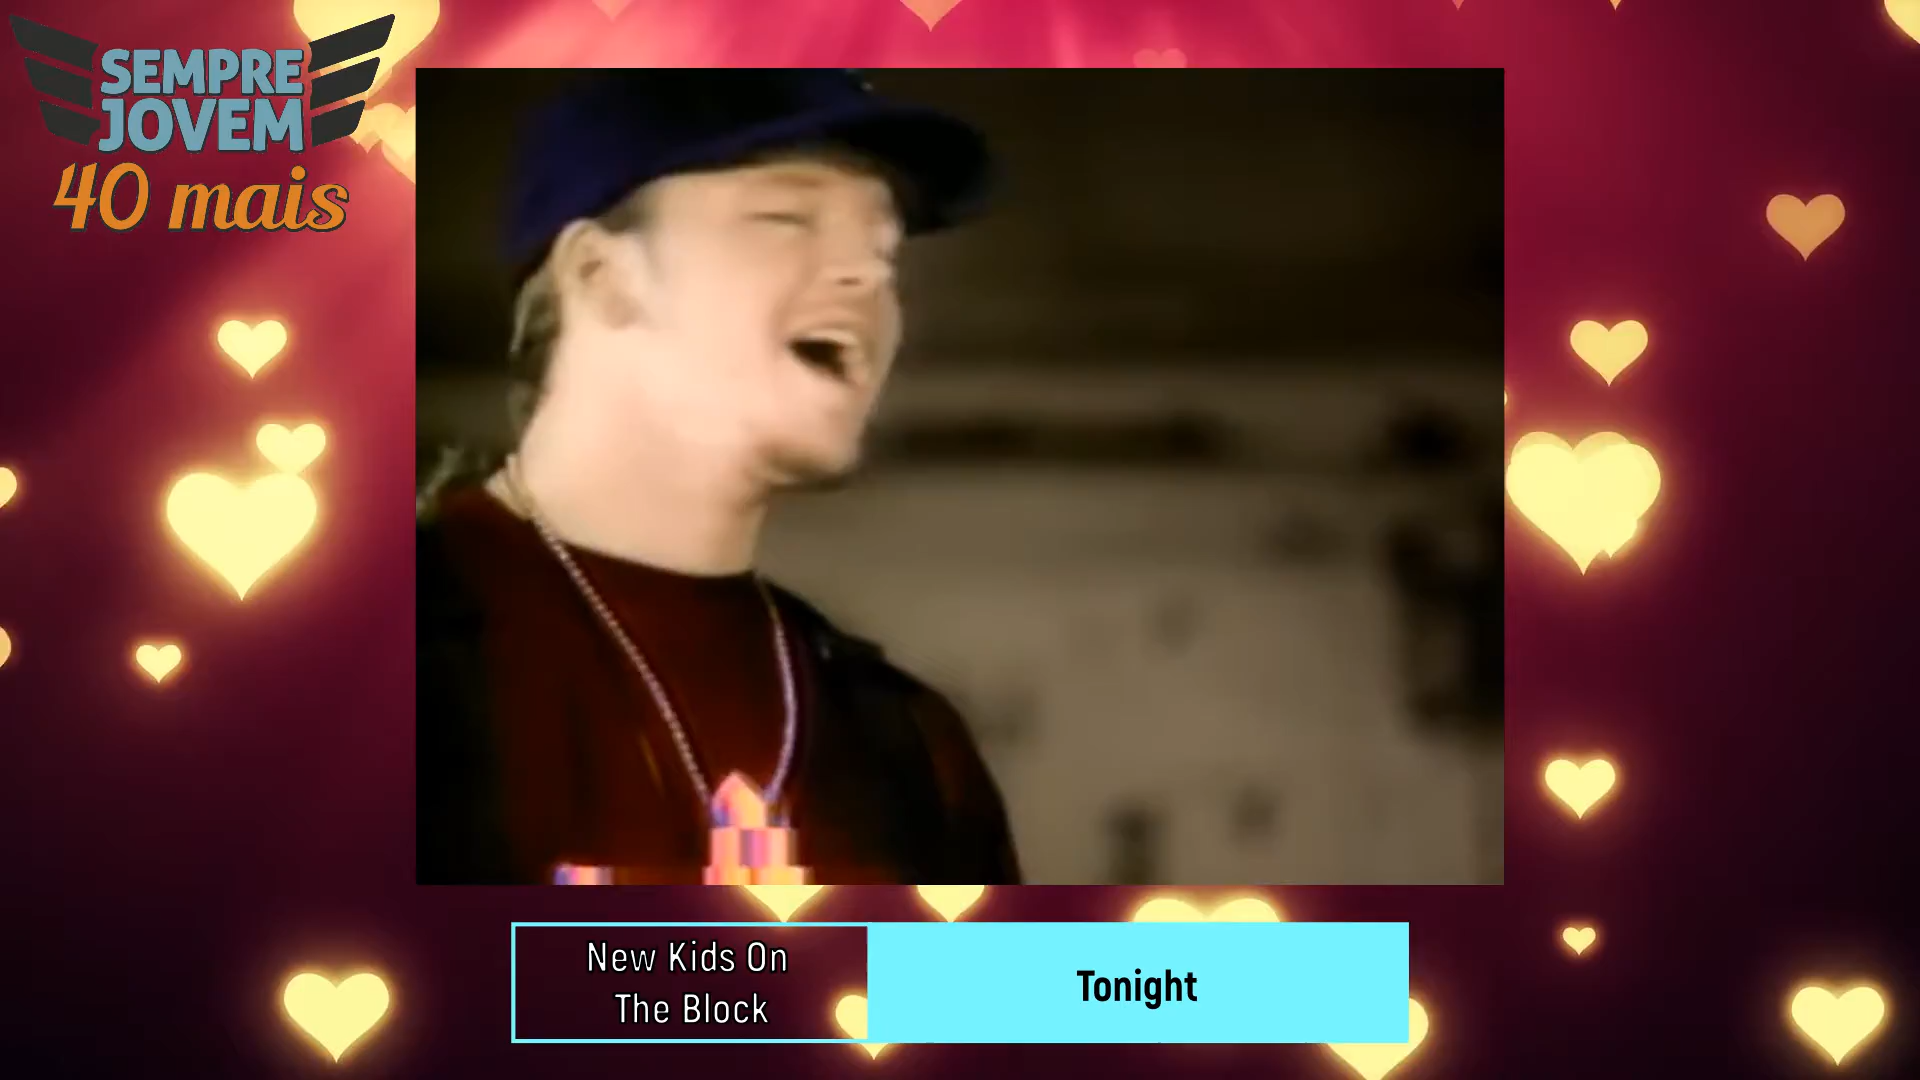 SEMPRE
JOVEM
40 mais
New Kids On
The Block
Tonight